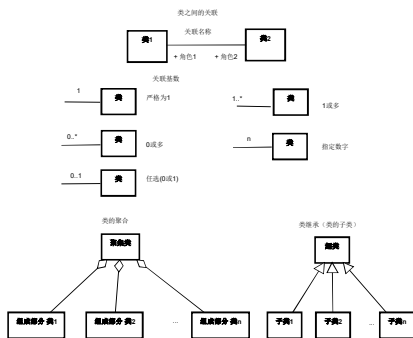 类之间的关联
关联名称
类1
类2
+ 角色1
+ 角色2
关联基数
1
类
严格为1
1..*
类
1或多
0..*
类
0或多
n
类
指定数字
0..1
类
任选(0或1)
类的聚合
聚集类
组成部分 类1
组成部分 类2
...
组成部分 类n
类继承（类的子类）
超类
子类1
子类2
...
子类n